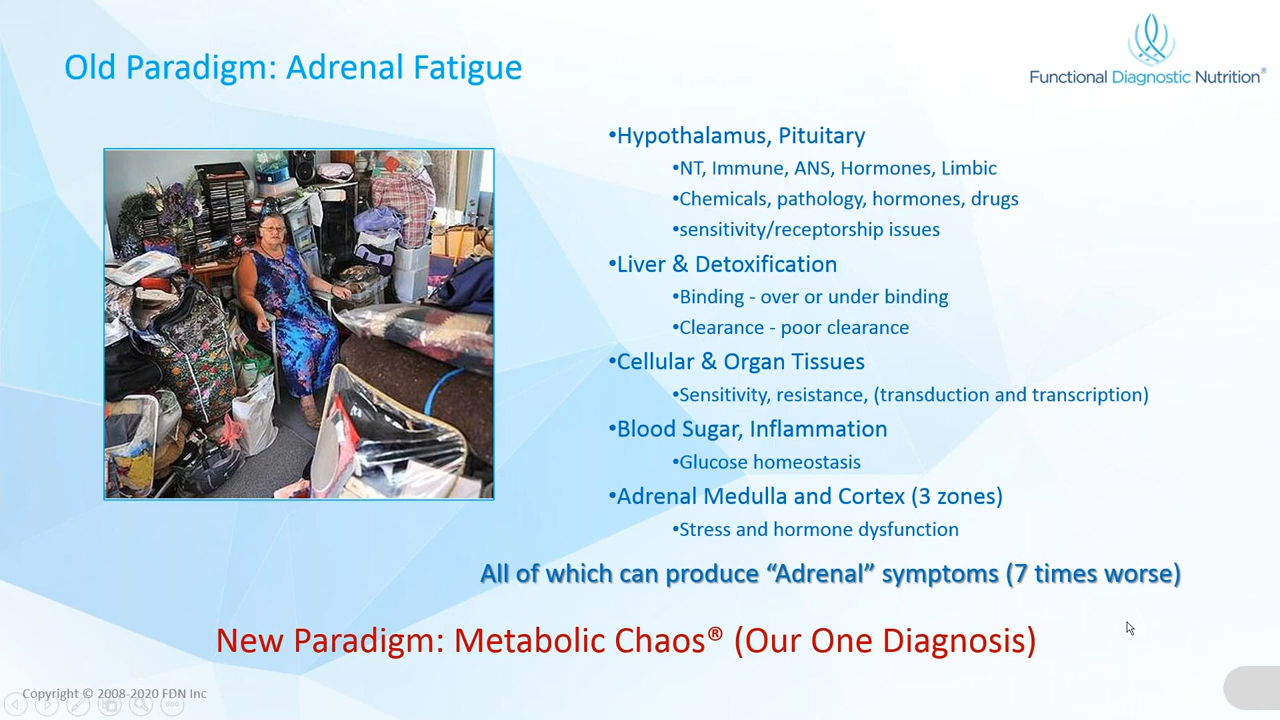 Old Paradigm: Adrenal Fatigue
Functional Diagnostic Nutrition®
•Hypothalamus, Pituitary
•NT, Immune, ANS, Hormones, Limbic
•Chemicals, pathology, hormones, drugs
•sensitivity/receptorship issues
•Liver & Detoxification
•Binding - over or under binding
•Clearance - poor clearance
•Cellular & Organ Tissues
•Sensitivity, resistance, (transduction and transcription)
•Blood Sugar, Inflammation
•Glucose homeostasis
•Adrenal Medulla and Cortex (3 zones)
•Stress and hormone dysfunction
All of which can produce “Adrenal” symptoms (7 times worse)
New Paradigm: Metabolic Chaos® (Our One Diagnosis)
Copyright © 2008-2020 FDN Inc